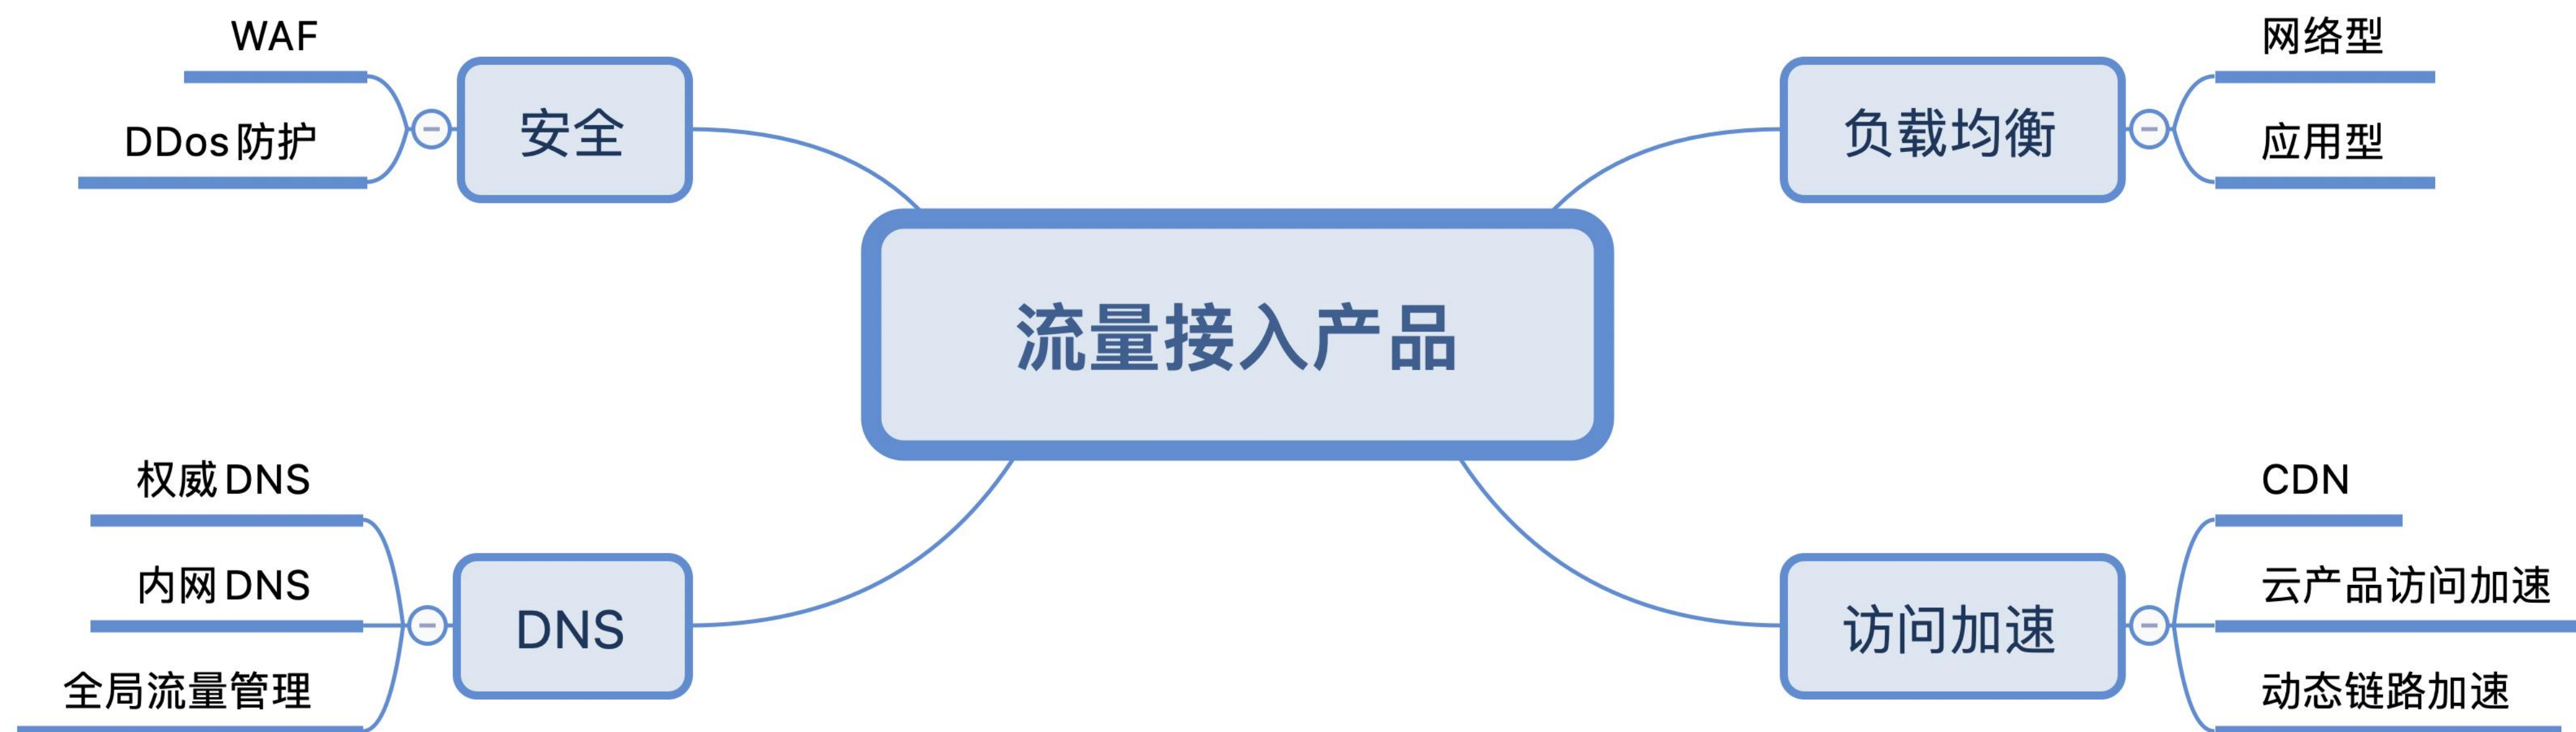 WAF
DDos防护
安全
权威DNS
内网DNS
全局流量管理
DNS
流量接入产品
负载均衡
网络型
应用型
访问加速
CDN
云产品访问加速
动态链路加速